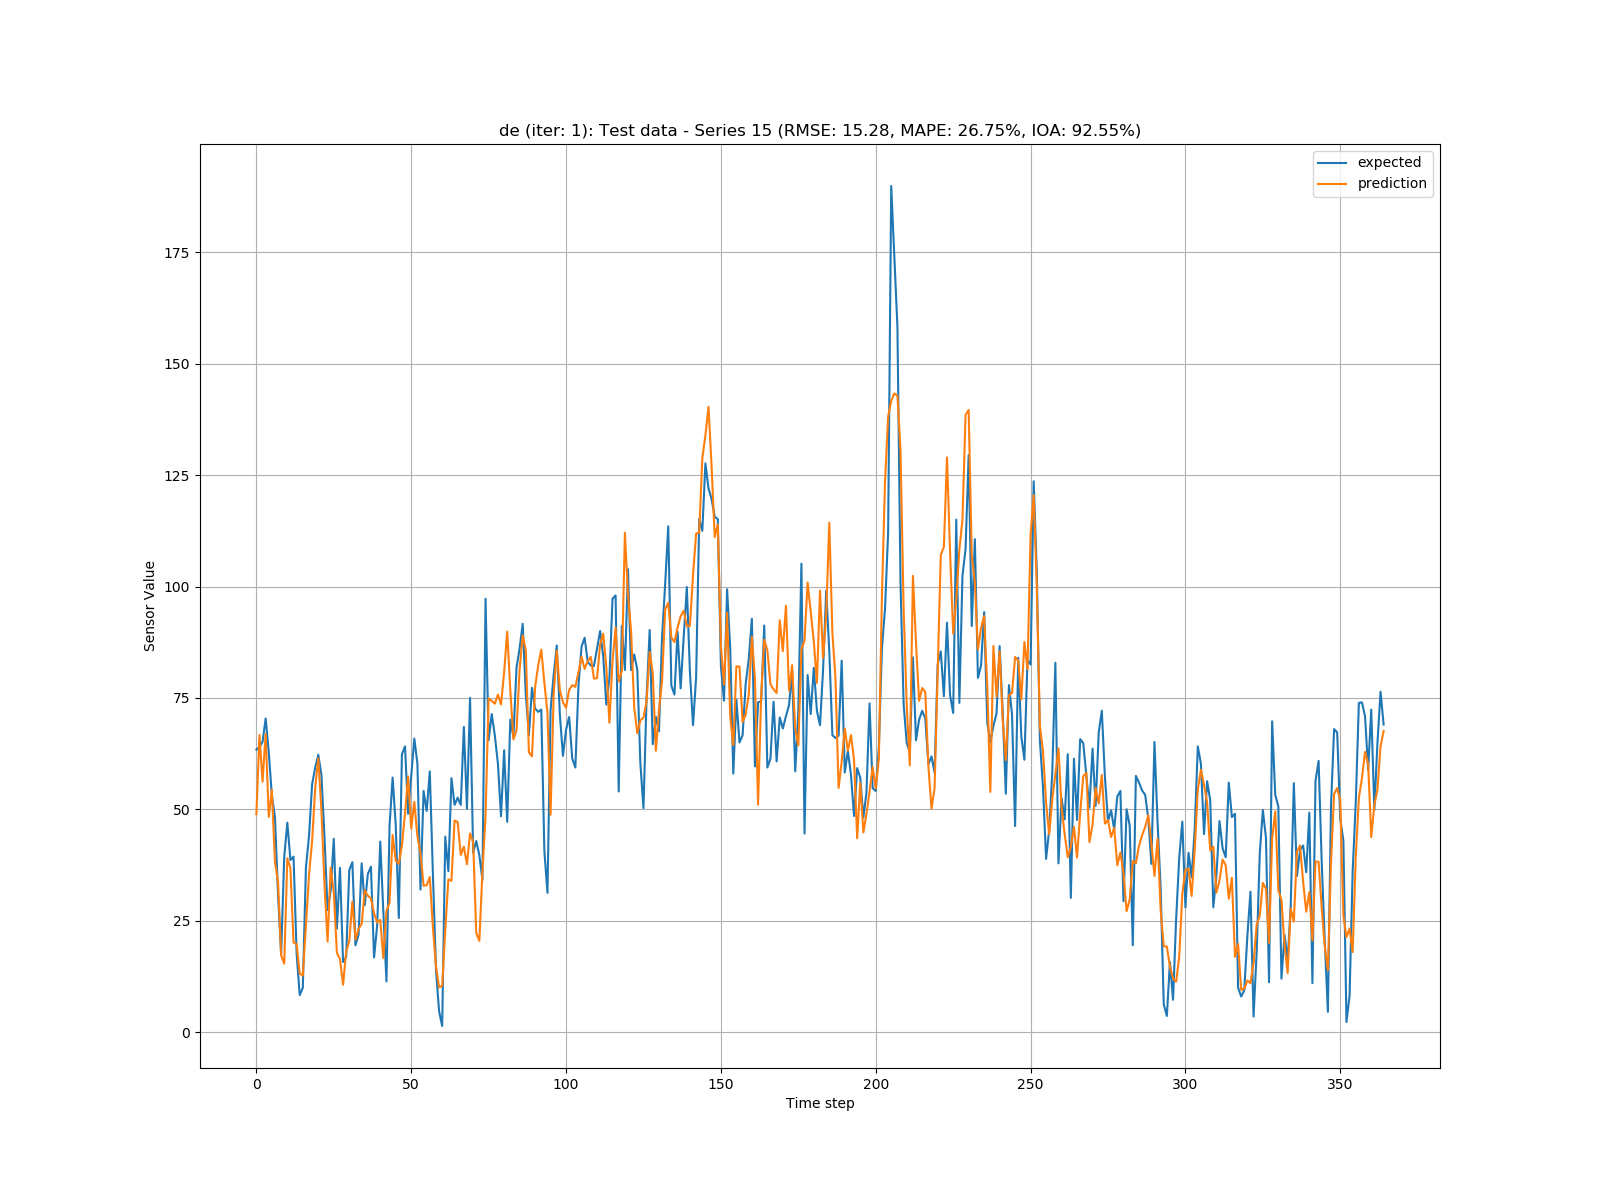 de (iter: 1): Test data - Series 15 (RMSE: 15.28, MAPE: 26.75%, IOA: 92.55%)
expected
prediction
175
150
125
100
75
50
25
0
Sensor Value
0 50 100 150 200 250 300 350
Time step